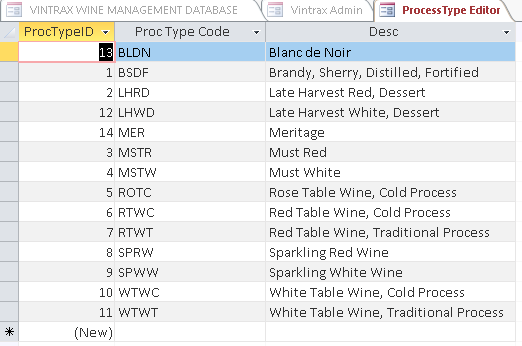 VINTRAX WINE MANAGEMENT DATABASE Vintrax Admin ProcessType Editor
ProcTypeID Proc Type Code Desc
13 BLDN Blanc de Noir
1 BSDF Brandy, Sherry, Distilled, Fortified
2 LHRD Late Harvest Red, Dessert
12 LHWD Late Harvest White, Dessert
14 MER Meritage
3 MSTR Must Red
4 MSTW Must White
5 ROTC Rose Table Wine, Cold Process
6 RTWC Red Table Wine, Cold Process
7 RTWT Red Table Wine, Traditional Process
8 SPRW Sparkling Red Wine
9 SPWW Sparkling White Wine
10 WTWC White Table Wine, Cold Process
11 WTWT White Table Wine, Traditional Process
* (New)